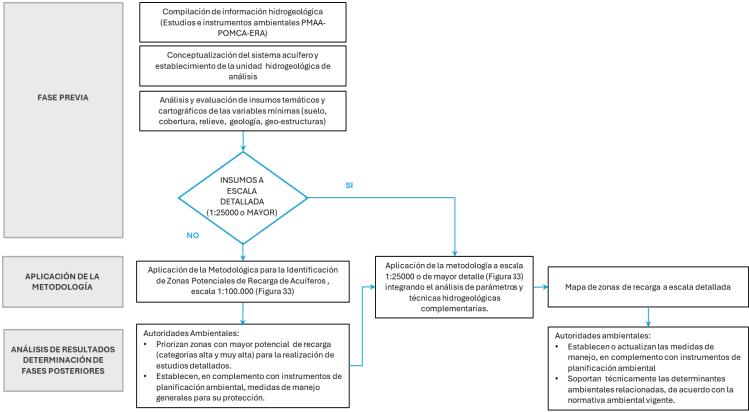 FASE PREVIA
Compilación de información hidrogeológica
(Estudios e instrumentos ambientales PMAA-
POMCA-ERA)
Conceptualización del sistema acuífero y
establecimiento de la unidad hidrogeológica de
análisis
Análisis y evaluación de insumos temáticos y
cartográficos de las variables mínimas (suelo,
cobertura, relieve, geología, geo-estructuras)
INSUMOS A
ESCALA
DETALLADA
(1:25000 o MAYOR)
SI
NO
APLICACIÓN DE LA
METODOLOGÍA
Aplicación de la Metodológica para la Identificación
de Zonas Potenciales de Recarga de Acuíferos ,
escala 1:100.000 (Figura 33)
Aplicación de la metodología a escala
1:25000 o de mayor detalle (Figura 33)
integrando el análisis de parámetros y
técnicas hidrogeológicas
complementarias.
Mapa de zonas de recarga a escala detallada
ANÁLISIS DE RESULTADOS
DETERMINACIÓN DE
FASES POSTERIORES
Autoridades Ambientales:
• Priorizan zonas con mayor potencial de recarga
(categorías alta y muy alta) para la realización de
estudios detallados.
• Establecen, en complemento con instrumentos de
planificación ambiental, medidas de manejo
generales para su protección.
Autoridades ambientales:
• Establecen o actualizan las medidas de
manejo, en complemento con instrumentos de
planificación ambiental
• Soportan técnicamente las determinantes
ambientales relacionadas, de acuerdo con la
normativa ambiental vigente.